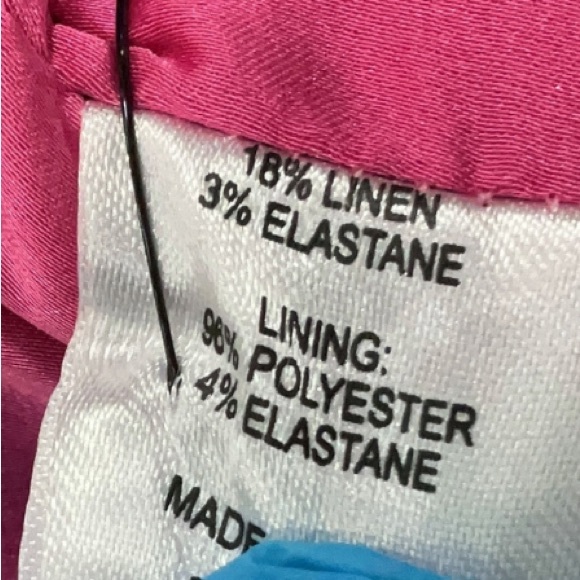 18% LINEN
3% ELASTANE
LINING:
96% POLYESTER
4% ELASTANE
MADE